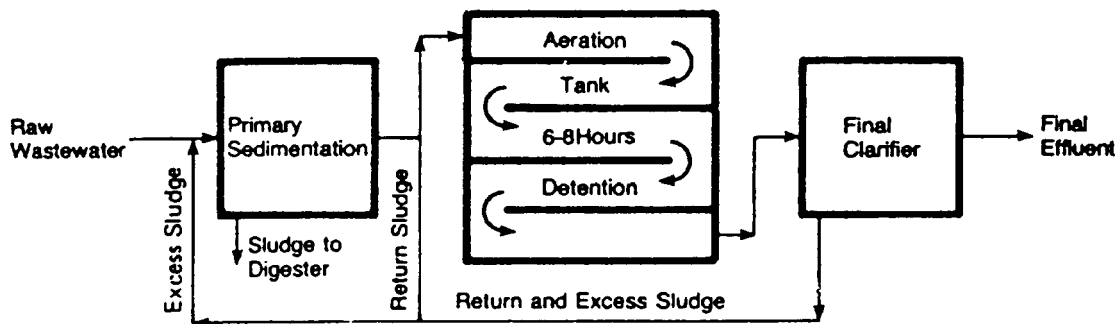 Aeration
Tank
6-8Hours
Detention
Raw
Wastewater
Primary
Sedimentation
Final
Clarifier
Final
Effluent
Excess Sludge
Sludge to
Digester
Return Sludge
Return and Excess Sludge